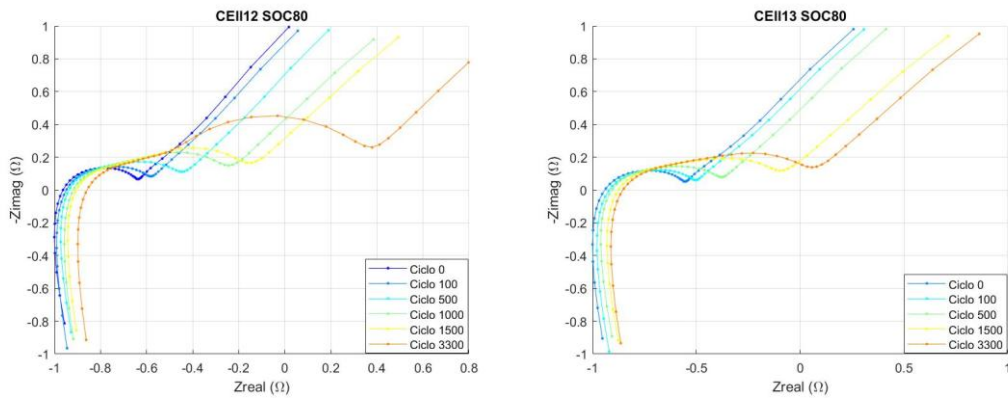 CEll12 SOC80
1
0.8
0.6
0.4
0.2
0
-0.2
-0.4
-0.6
-0.8
-1
-Zimag (Ω)
-1 -0.8 -0.6 -0.4 -0.2 0 0.2 0.4 0.6 0.8
Zreal (Ω)
Ciclo 0
Ciclo 100
Ciclo 500
Ciclo 1000
Ciclo 1500
Ciclo 3300
CEll13 SOC80
1
0.8
0.6
0.4
0.2
0
-0.2
-0.4
-0.6
-0.8
-1
-Zimag (Ω)
-1 -0.5 0 0.5 1
Zreal (Ω)
Ciclo 0
Ciclo 100
Ciclo 500
Ciclo 1500
Ciclo 3300